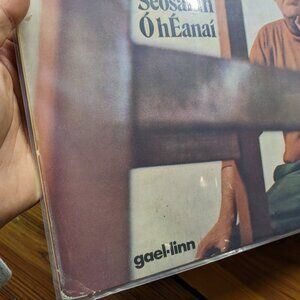 Seosamh
Ó hÉanaí
gael-linn